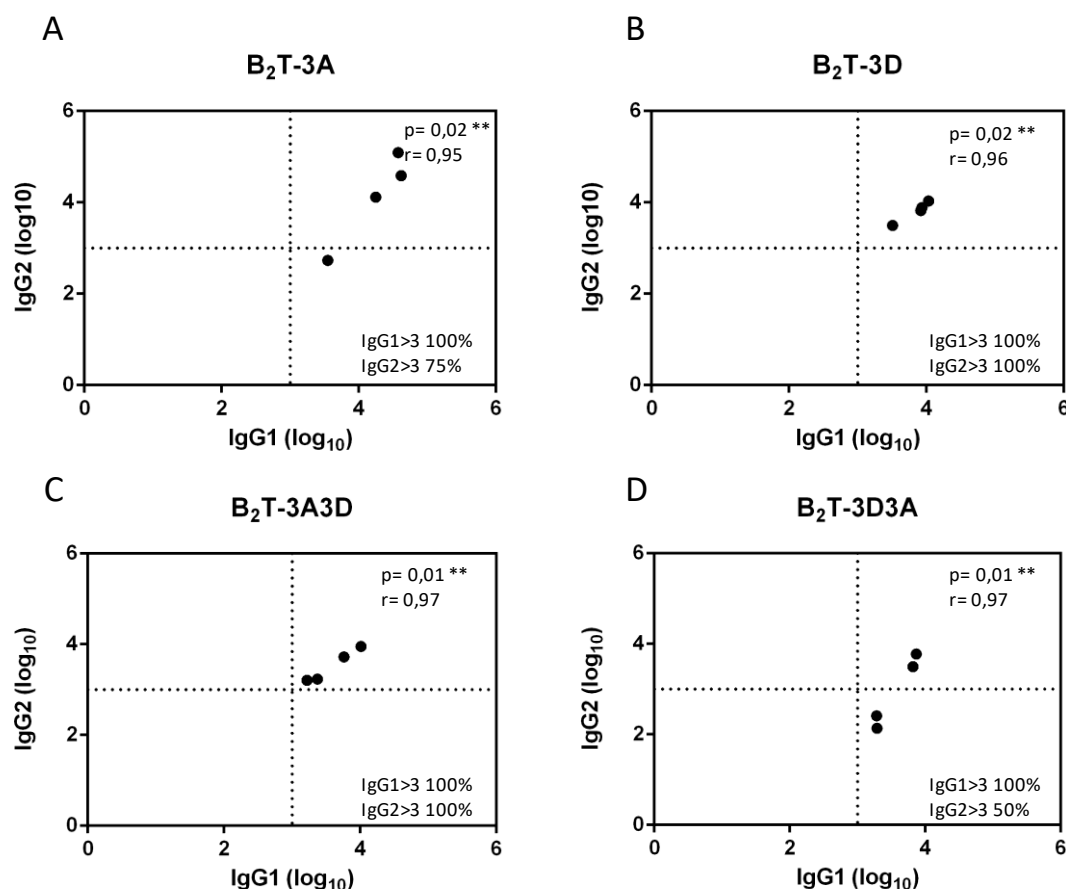 A
B₂T-3A
6
4
2
0
IgG2 (log10)
p= 0,02 **
r= 0,95
IgG1>3 100%
IgG2>3 75%
0 2 4 6
IgG1 (log₁₀)
B
B₂T-3D
6
4
2
0
IgG2 (log10)
p= 0,02 **
r= 0,96
IgG1>3 100%
IgG2>3 100%
0 2 4 6
IgG1 (log₁₀)
C
B₂T-3A3D
6
4
2
0
IgG2 (log₁₀)
p= 0,01 **
r= 0,97
IgG1>3 100%
IgG2>3 100%
0 2 4 6
IgG1 (log₁₀)
D
B₂T-3D3A
6
4
2
0
IgG2 (log₁₀)
p= 0,01 **
r= 0,97
IgG1>3 100%
IgG2>3 50%
0 2 4 6
IgG1 (log₁₀)